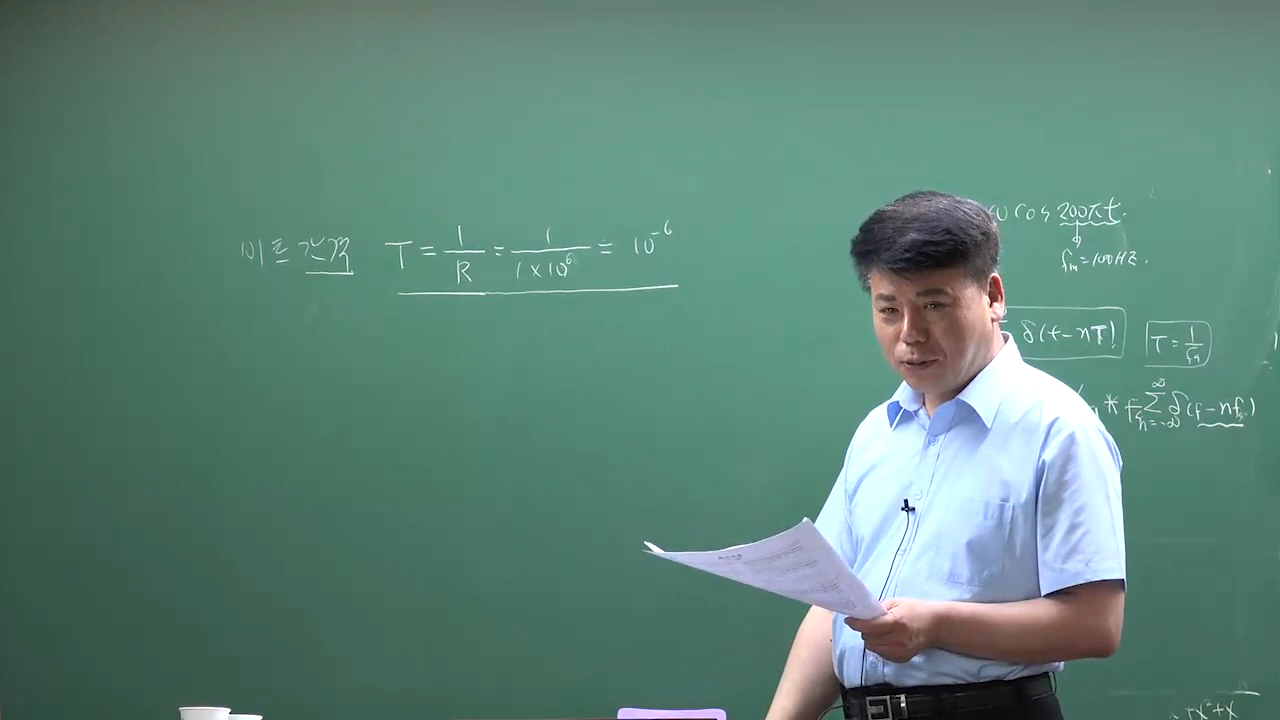 비트 간격 T = 1/R = 1/(1×10⁶) = 10⁻⁶
cos 200πt.
fₘ=100HZ.
δ(t-nT)
T = 1/fₛ
* fₛ ∑ₙ₌₋∞^∞ δ(f-nfₛ)
x²+x